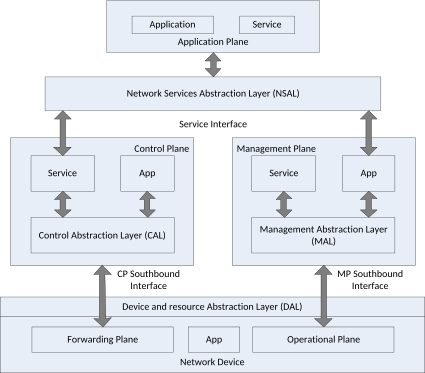 Application
Service
Application Plane
Network Services Abstraction Layer (NSAL)
Service Interface
Control Plane
Management Plane
Service
App
Service
App
Control Abstraction Layer (CAL)
Management Abstraction Layer
(MAL)
CP Southbound
Interface
MP Southbound
Interface
Device and resource Abstraction Layer (DAL)
Forwarding Plane
App
Operational Plane
Network Device